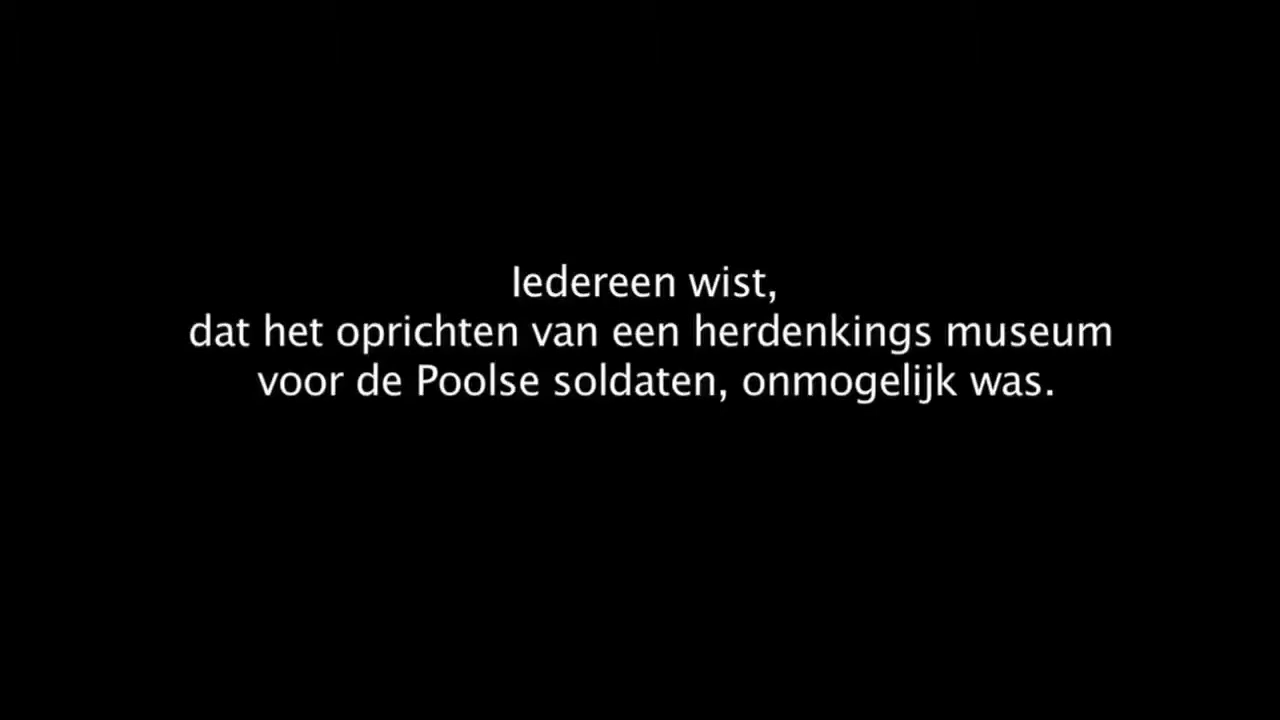 Iedereen wist,
dat het oprichten van een herdenkings museum
voor de Poolse soldaten, onmogelijk was.